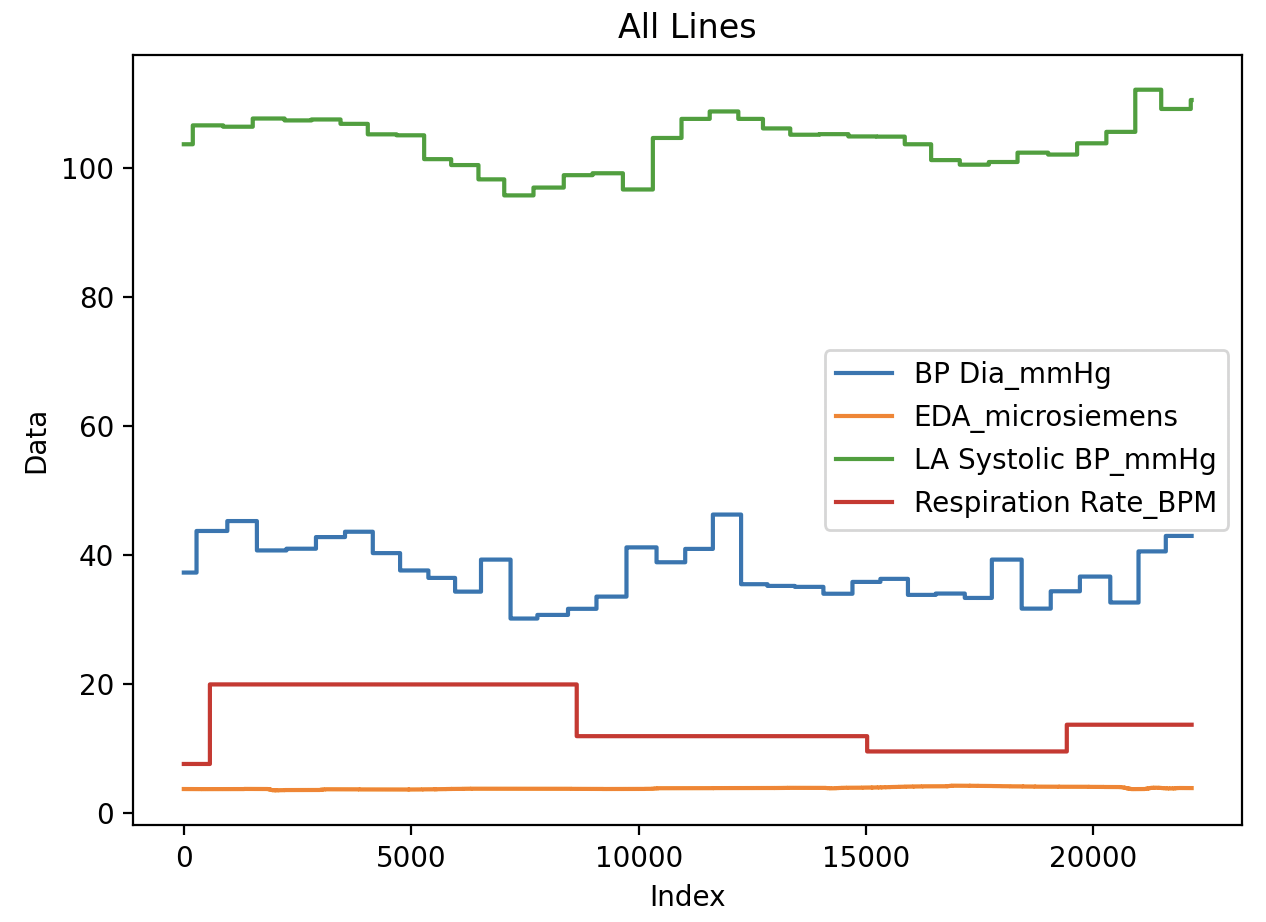 All Lines
100
80
60
40
20
0
Data
BP Dia_mmHg
EDA_microsiemens
LA Systolic BP_mmHg
Respiration Rate_BPM
0 5000 10000 15000 20000
Index